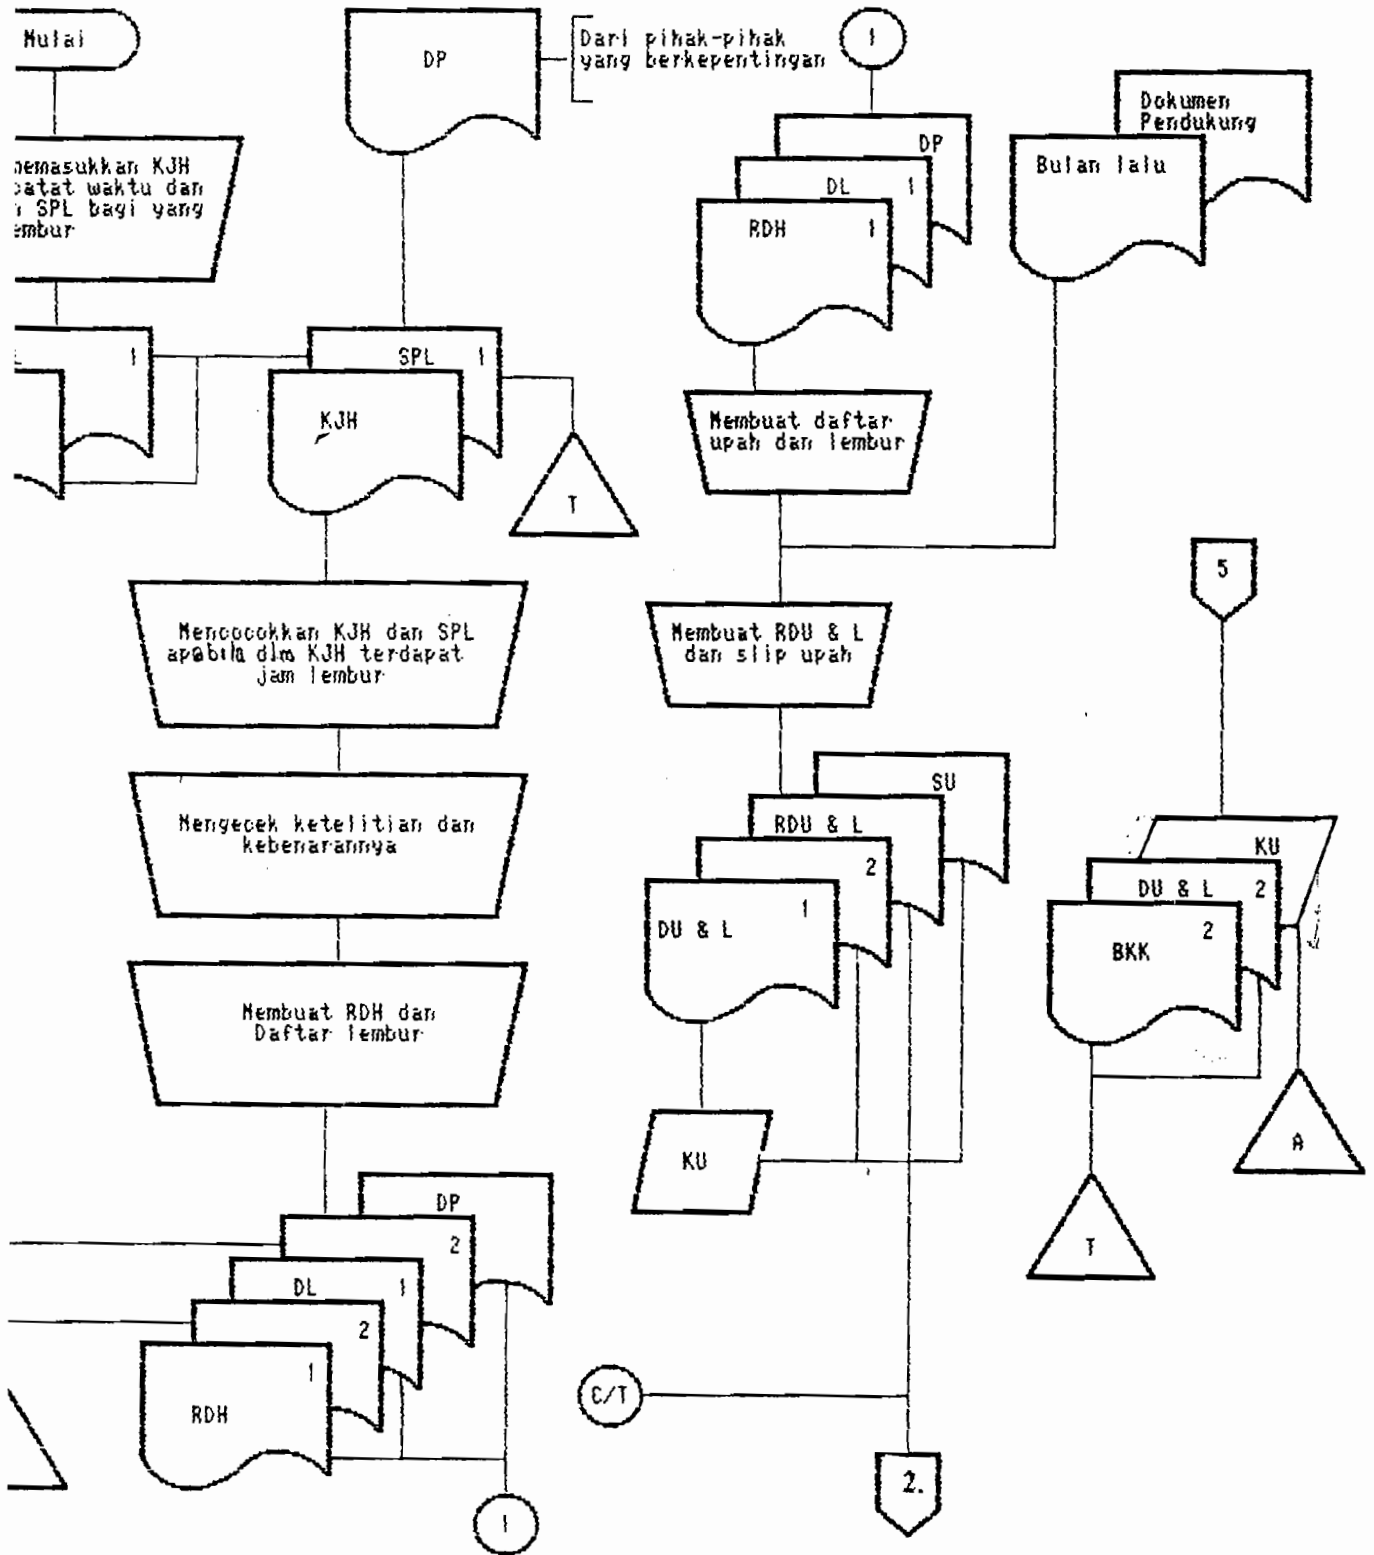 Mulai
memasukkan KJH
catat waktu dan
SPL bagi yang
lembur
1
DP
Dari pihak-pihak
yang berkepentingan
SPL 1
KJH
T
Mencocokkan KJH dan SPL
apabila dlm KJH terdapat
jam lembur
Mengecek ketelitian dan
kebenarannya
Membuat RDH dan
Daftar lembur
DP
2
DL 1
2
1
RDH
1
1
DP
DL 1
RDH 1
Dokumen
Pendukung
Bulan lalu
Membuat daftar
upah dan lembur
Membuat RDU & L
dan slip upah
SU
RDU & L
2
1
DU & L
KU
C/T
2.
5
KU
DU & L 2
2
BKK
A
T